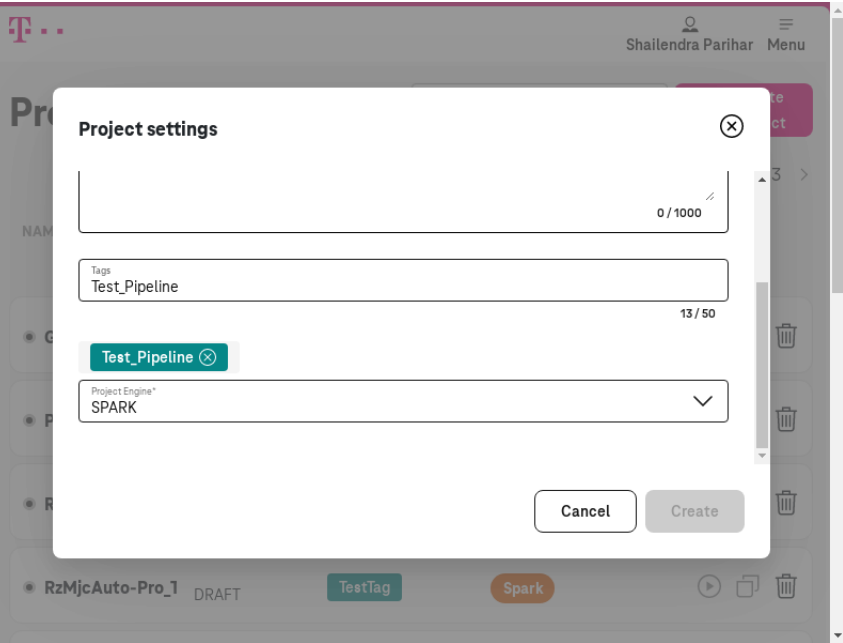 T
Shailendra Parihar
Menu
Project settings
3
0 / 1000
NAM
Tags
Test_Pipeline
13 / 50
Test_Pipeline
Project Engine*
SPARK
Cancel
Create
RzMjcAuto-Pro_1
DRAFT
TestTag
Spark